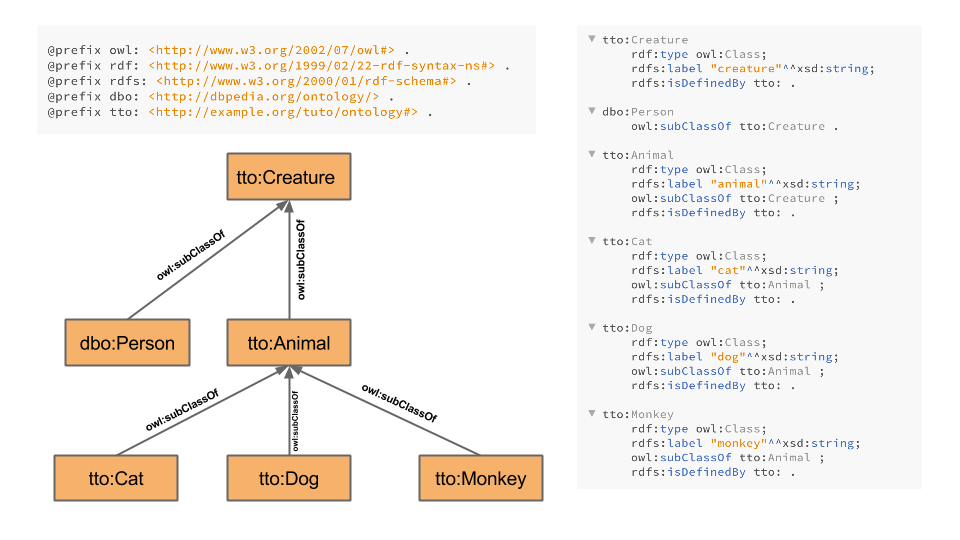 @prefix owl: <http://www.w3.org/2002/07/owl#> .
@prefix rdf: <http://www.w3.org/1999/02/22-rdf-syntax-ns#> .
@prefix rdfs: <http://www.w3.org/2000/01/rdf-schema#> .
@prefix dbo: <http://dbpedia.org/ontology/> .
@prefix tto: <http://example.org/tuto/ontology#> .
tto:Creature
owl:subClassOf
owl:subClassOf
dbo:Person
tto:Animal
owl:subClassOf
owl:subClassOf
owl:subClassOf
tto:Cat
tto:Dog
tto:Monkey
tto:Creature
rdf:type owl:Class;
rdfs:label "creature"^^xsd:string;
rdfs:isDefinedBy tto: .
dbo:Person
owl:subClassOf tto:Creature .
tto:Animal
rdf:type owl:Class;
rdfs:label "animal"^^xsd:string;
owl:subClassOf tto:Creature ;
rdfs:isDefinedBy tto: .
tto:Cat
rdf:type owl:Class;
rdfs:label "cat"^^xsd:string;
owl:subClassOf tto:Animal ;
rdfs:isDefinedBy tto: .
tto:Dog
rdf:type owl:Class;
rdfs:label "dog"^^xsd:string;
owl:subClassOf tto:Animal ;
rdfs:isDefinedBy tto: .
tto:Monkey
rdf:type owl:Class;
rdfs:label "monkey"^^xsd:string;
owl:subClassOf tto:Animal ;
rdfs:isDefinedBy tto: .